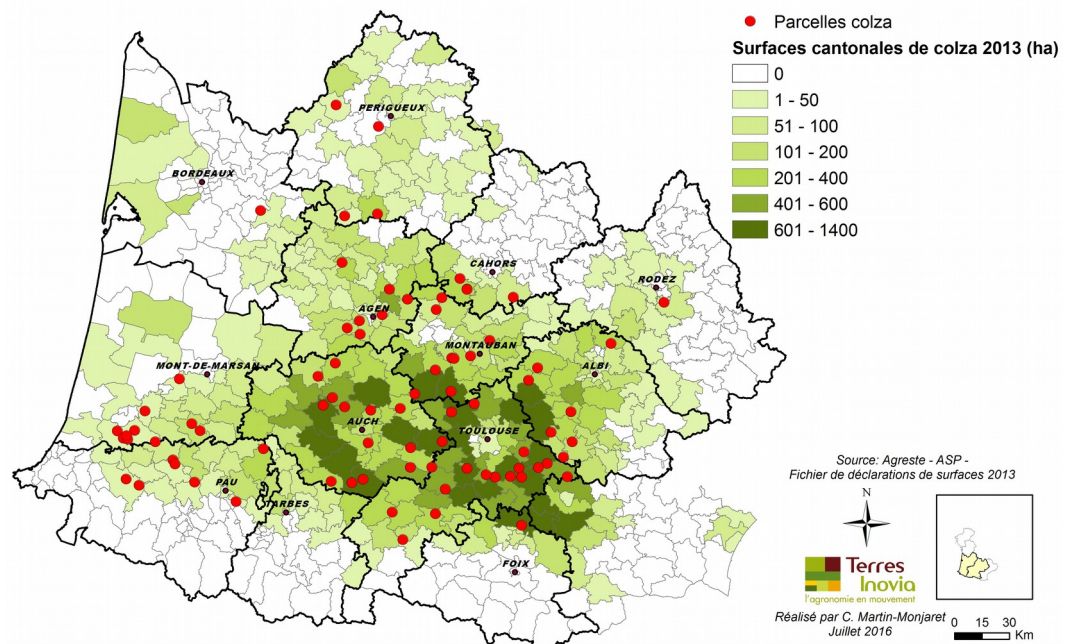 Parcelles colza
Surfaces cantonales de colza 2013 (ha)
0
1 - 50
51 - 100
101 - 200
201 - 400
401 - 600
601 - 1400
PERIGUEUX
BORDEAUX
CAHORS
RODEZ
AGEN
MONTAUBAN
MONT-DE-MARSAN
ALBI
AUCH
TOULOUSE
PAU
TARBES
FOIX
Source: Agreste - ASP -
Fichier de déclarations de surfaces 2013
N
Terres
Inovia
l'agronomie en mouvement
Réalisé par C. Martin-Monjaret
Juillet 2016
0 15 30
Km